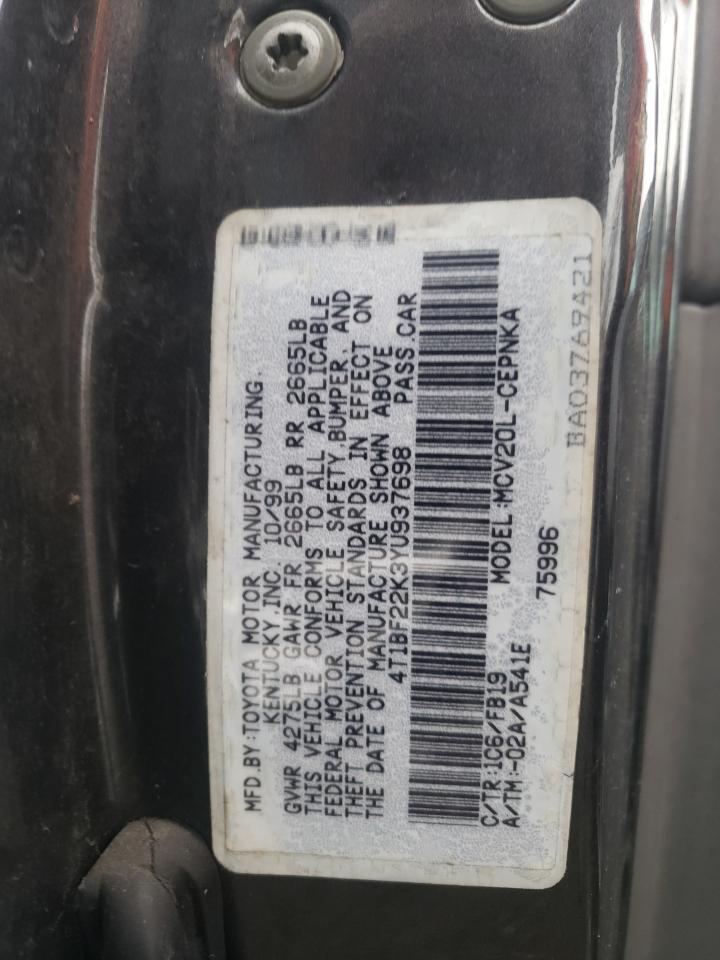 MFD.BY:TOYOTA MOTOR MANUFACTURING,
KENTUCKY,INC. 10/99
GVWR 4275LB GAWR FR 2665LB RR 2665LB
THIS VEHICLE CONFORMS TO ALL APPLICABLE
FEDERAL MOTOR VEHICLE SAFETY,BUMPER, AND
THEFT PREVENTION STANDARDS IN EFFECT ON
THE DATE OF MANUFACTURE SHOWN ABOVE
4T1BF22K3YU937698 PASS.CAR
C/TR:1C6/FB19 MODEL:MCV20L-CEPNKA
A/TM:-02A/A541E 75996
BA03769421